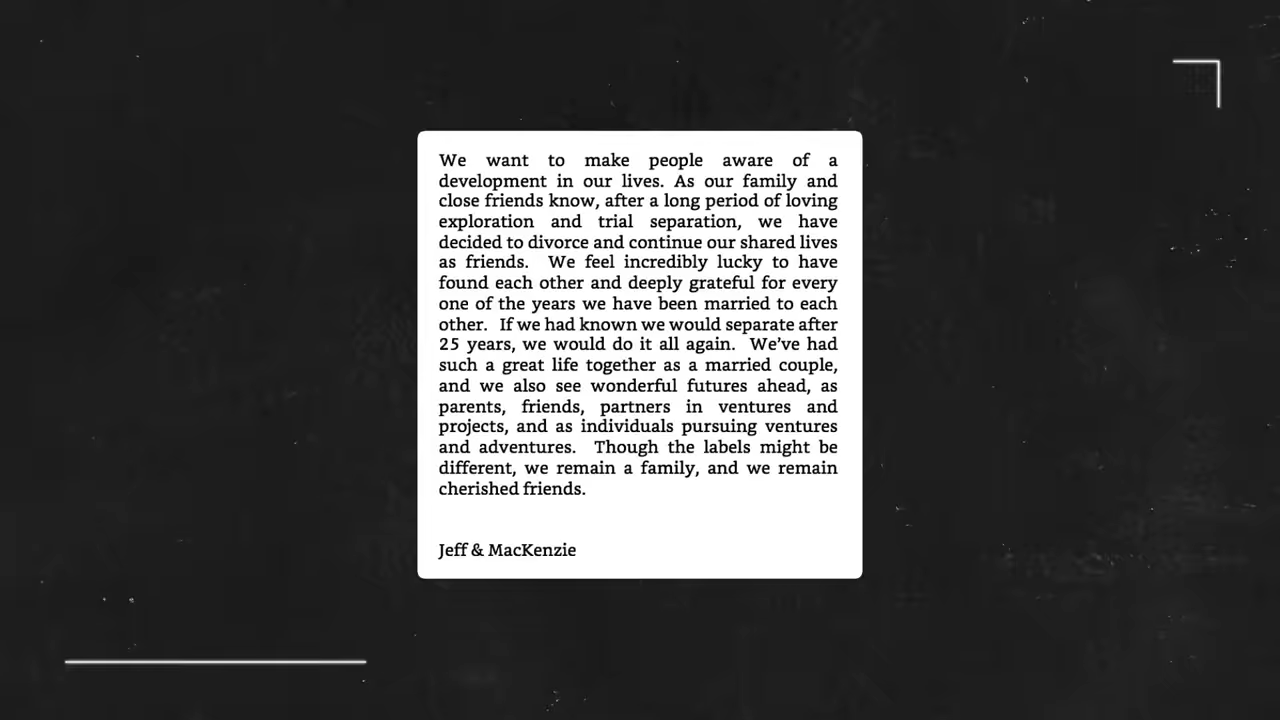 We want to make people aware of a
development in our lives. As our family and
close friends know, after a long period of loving
exploration and trial separation, we have
decided to divorce and continue our shared lives
as friends. We feel incredibly lucky to have
found each other and deeply grateful for every
one of the years we have been married to each
other. If we had known we would separate after
25 years, we would do it all again. We’ve had
such a great life together as a married couple,
and we also see wonderful futures ahead, as
parents, friends, partners in ventures and
projects, and as individuals pursuing ventures
and adventures. Though the labels might be
different, we remain a family, and we remain
cherished friends.
Jeff & MacKenzie